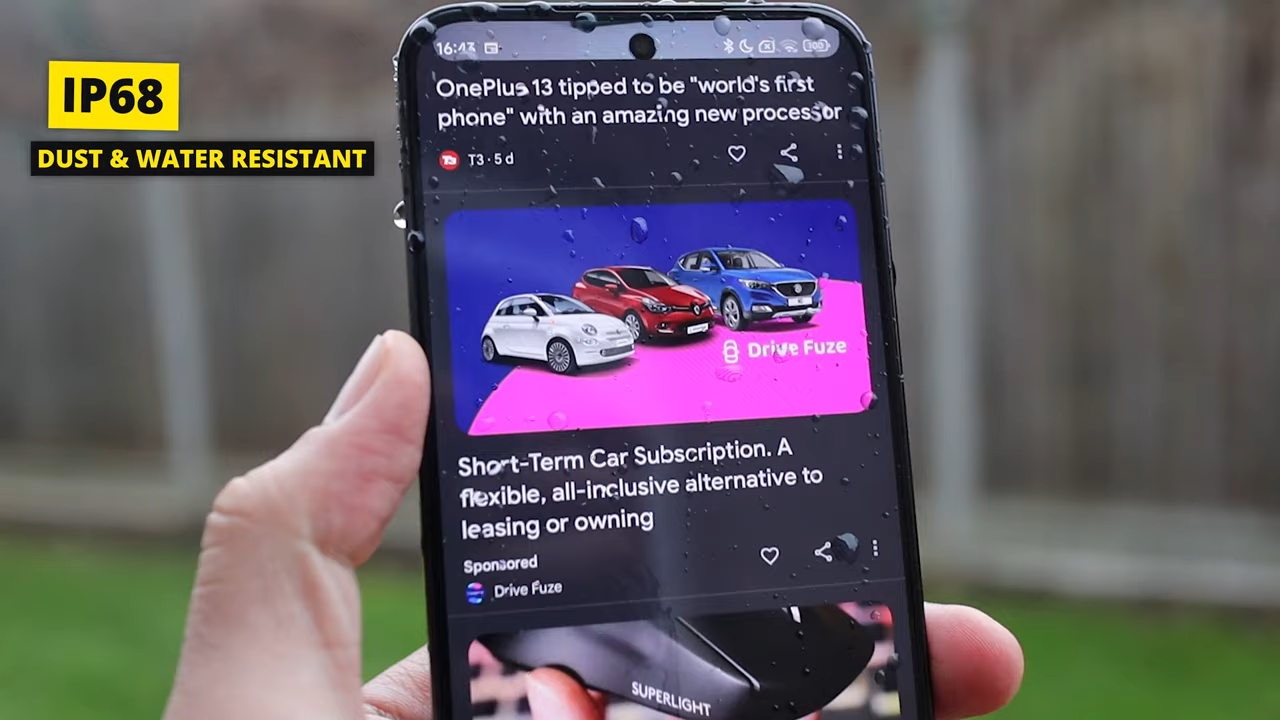 IP68
DUST & WATER RESISTANT
16:43
100
OnePlus 13 tipped to be "world's first
phone" with an amazing new processor
T3 · 5 d
Drive Fuze
Short-Term Car Subscription. A
flexible, all-inclusive alternative to
leasing or owning
Sponsored
Drive Fuze
SUPERLIGHT